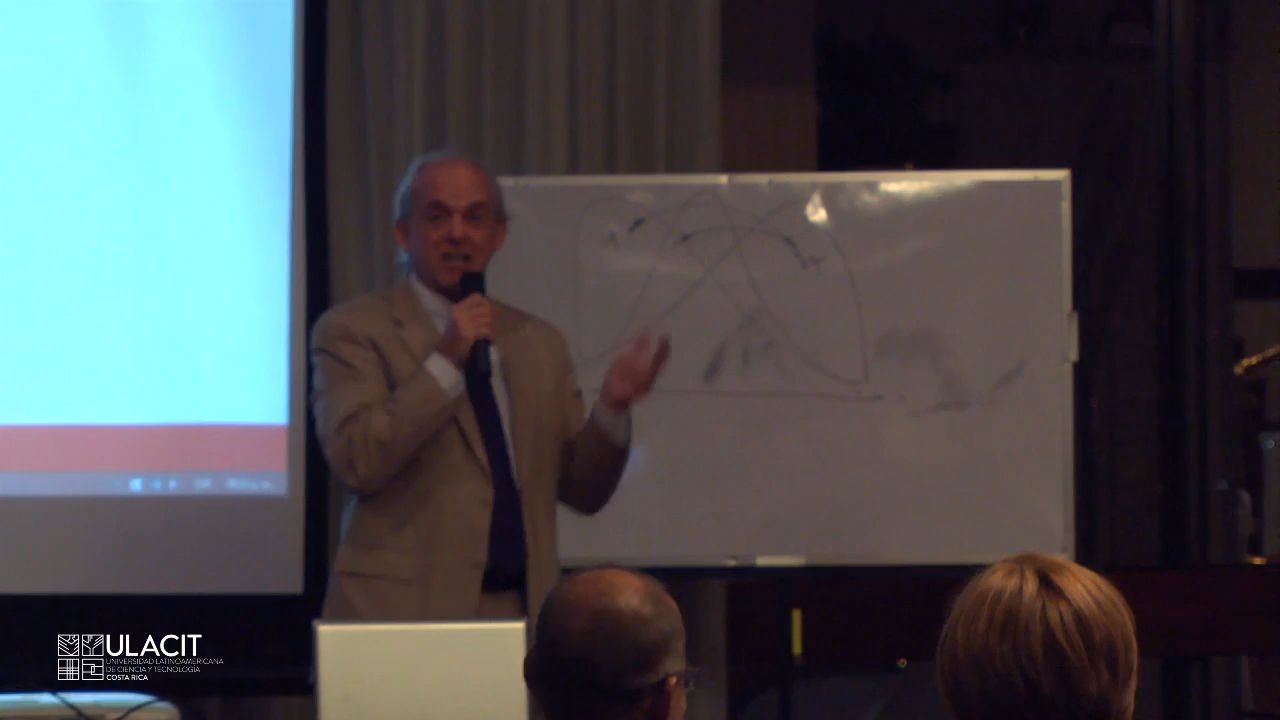 ULACIT
UNIVERSIDAD LATINOAMERICANA
DE CIENCIA Y TECNOLOGÍA
COSTA RICA